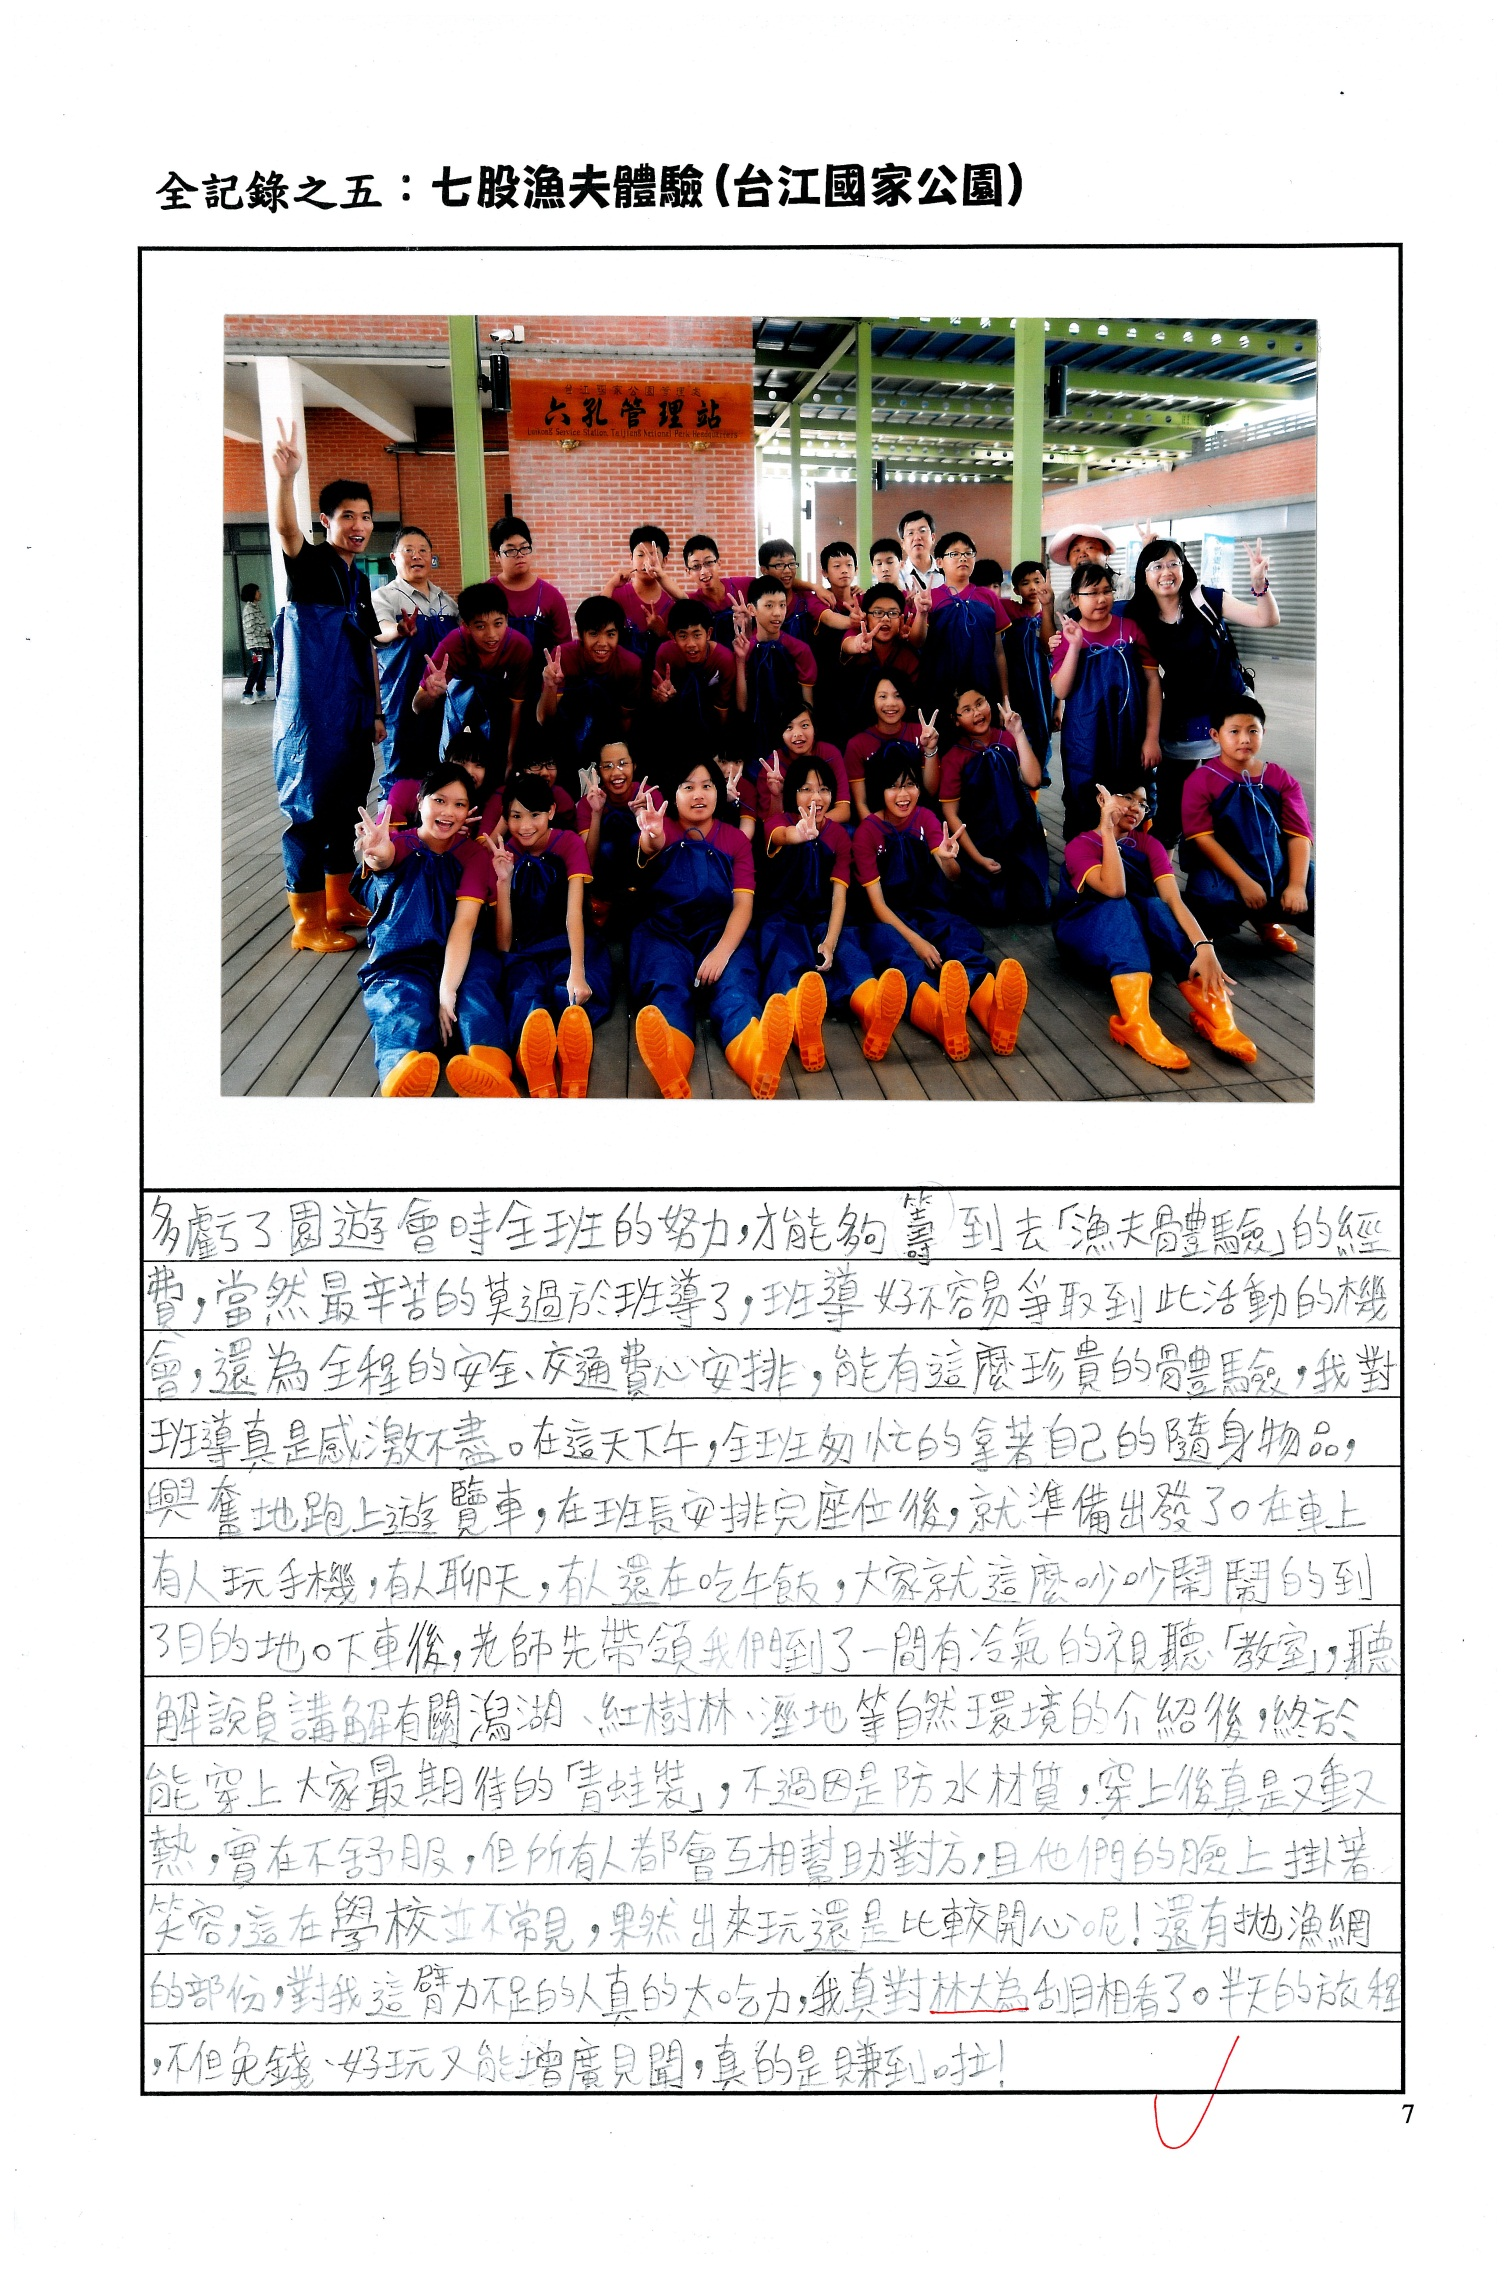 全記錄之五：七股漁夫體驗(台江國家公園)
台江國家公園管理處
六孔管理站
Liukong Service Station Taijiang National Park Headquarters
多虧了園遊會時全班的努力，才能夠籌到去「漁夫體驗」的經
費，當然最辛苦的莫過於班導了，班導好不容易爭取到此活動的機
會，還為全程的安全、交通費心安排，能有這麼珍貴的體驗，我對
班導真是感激不盡。在這天下午，全班匆忙的拿著自己的隨身物品，
興奮地跑上遊覽車，在班長安排完座位後，就準備出發了。在車上
有人玩手機，有人聊天，有人還在吃午飯，大家就這麼吵吵鬧鬧的到
了目的地。下車後，老師先帶領我們到了一間有冷氣的視聽「教室」，聽
解說員講解有關潟湖、紅樹林、溼地等自然環境的介紹後，終於
能穿上大家最期待的「青蛙裝」，不過因是防水材質，穿上後真是又重又
熱，實在不舒服，但所有人都會互相幫助對方，且他們的臉上掛著
笑容，這在學校並不常見，果然出來玩還是比較開心呢！還有拋漁網
的部份，對我這臂力不足的人真的太吃力，我真對林大為刮目相看了。半天的旅程
，不但免錢、好玩又能增廣見聞，真的是賺到啦！
7